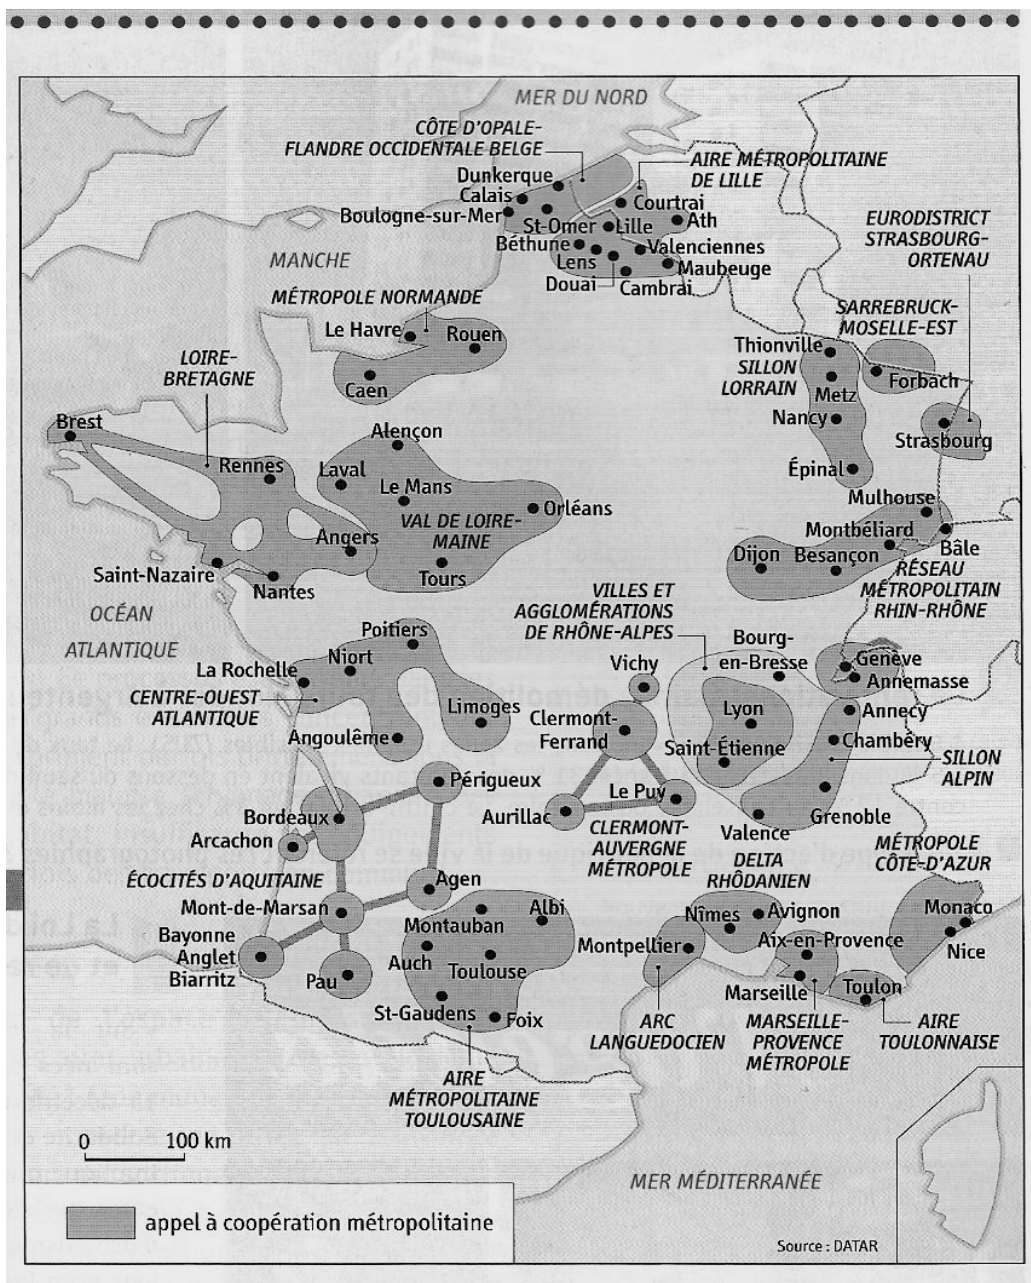 MER DU NORD
CÔTE D'OPALE-
FLANDRE OCCIDENTALE BELGE
AIRE MÉTROPOLITAINE
DE LILLE
Dunkerque
Calais
Boulogne-sur-Mer
St-Omer
Courtrai
Lille
Ath
Béthune
Lens
Douai
Valenciennes
Maubeuge
Cambrai
EURODISTRICT
STRASBOURG-
ORTENAU
MANCHE
MÉTROPOLE NORMANDE
Le Havre
Rouen
Caen
SARREBRUCK-
MOSELLE-EST
Thionville
SILLON
LORRAIN
Metz
Forbach
Nancy
Strasbourg
Épinal
LOIRE-
BRETAGNE
Brest
Rennes
Alençon
Laval
Le Mans
Orléans
VAL DE LOIRE-
MAINE
Angers
Tours
Saint-Nazaire
Nantes
Mulhouse
Montbéliard
Bâle
Dijon
Besançon
RÉSEAU
MÉTROPOLITAIN
RHIN-RHÔNE
OCÉAN
ATLANTIQUE
VILLES ET
AGGLOMÉRATIONS
DE RHÔNE-ALPES
Poitiers
Niort
La Rochelle
CENTRE-OUEST
ATLANTIQUE
Limoges
Angoulême
Vichy
Clermont-
Ferrand
Bourg-
en-Bresse
Genève
Annemasse
Lyon
Annecy
Saint-Étienne
Chambéry
SILLON
ALPIN
Périgueux
Le Puy
Aurillac
Grenoble
Valence
Bordeaux
Arcachon
CLERMONT-
AUVERGNE
MÉTROPOLE
DELTA
RHÔDANIEN
MÉTROPOLE
CÔTE-D'AZUR
ÉCOCITÉS D'AQUITAINE
Agen
Mont-de-Marsan
Bayonne
Anglet
Biarritz
Pau
Montauban
Albi
Auch
Toulouse
St-Gaudens
Foix
Nîmes
Avignon
Montpellier
Aix-en-Provence
Marseille
Toulon
Monaco
Nice
ARC
LANGUEDOCIEN
MARSEILLE-
PROVENCE
MÉTROPOLE
AIRE
TOULONNAISE
AIRE
MÉTROPOLITAINE
TOULOUSAINE
0 100 km
MER MÉDITERRANÉE
appel à coopération métropolitaine
Source : DATAR